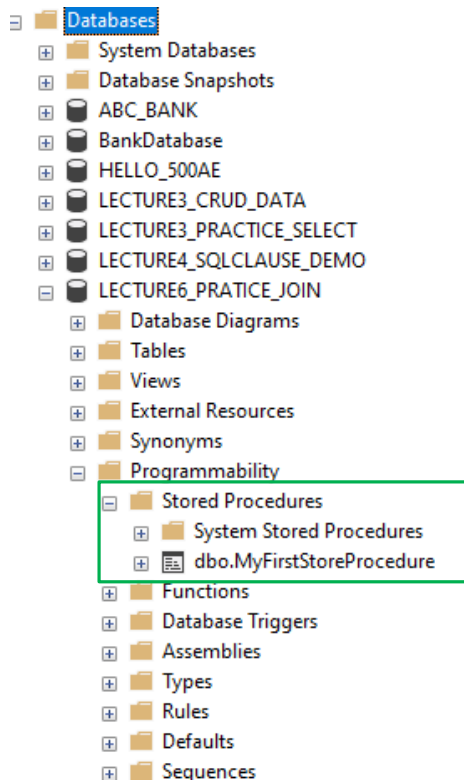 Databases
System Databases
Database Snapshots
ABC_BANK
BankDatabase
HELLO_500AE
LECTURE3_CRUD_DATA
LECTURE3_PRACTICE_SELECT
LECTURE4_SQLCLAUSE_DEMO
LECTURE6_PRATICE_JOIN
Database Diagrams
Tables
Views
External Resources
Synonyms
Programmability
Stored Procedures
System Stored Procedures
dbo.MyFirstStoreProcedure
Functions
Database Triggers
Assemblies
Types
Rules
Defaults
Sequences